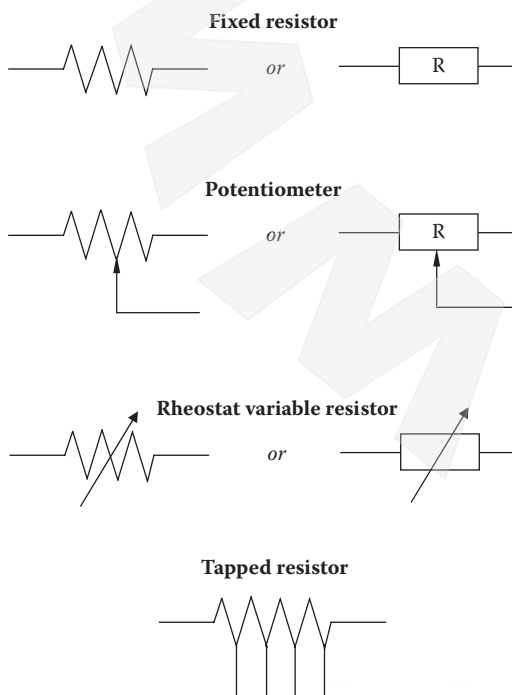 Fixed resistor
or R
Potentiometer
or R
Rheostat variable resistor
or
Tapped resistor